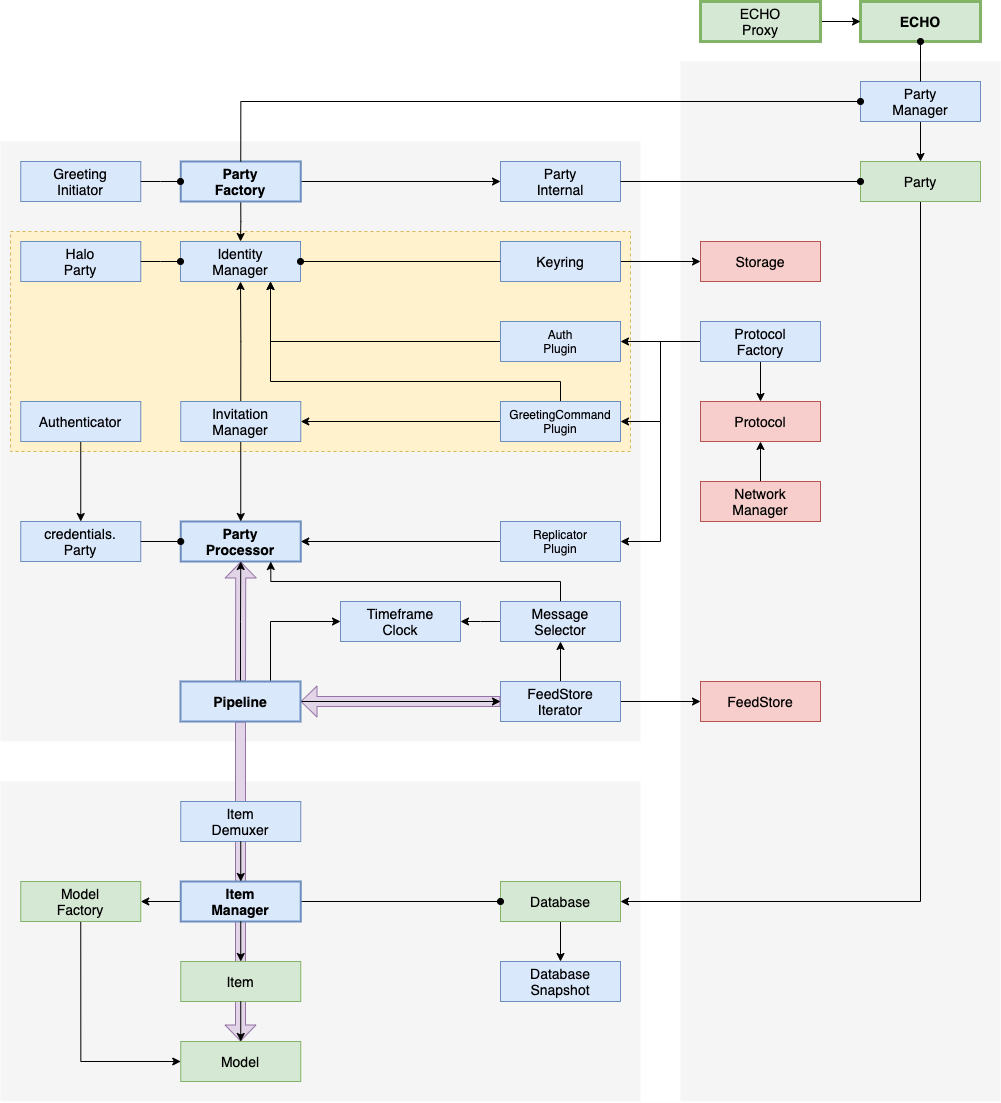 ECHO
Proxy
ECHO
Party
Manager
Greeting
Initiator
Party
Factory
Party
Internal
Party
Halo
Party
Identity
Manager
Keyring
Storage
Auth
Plugin
Protocol
Factory
Authenticator
Invitation
Manager
GreetingCommand
Plugin
Protocol
Network
Manager
credentials.
Party
Party
Processor
Replicator
Plugin
Timeframe
Clock
Message
Selector
Pipeline
FeedStore
Iterator
FeedStore
Item
Demuxer
Model
Factory
Item
Manager
Database
Item
Database
Snapshot
Model